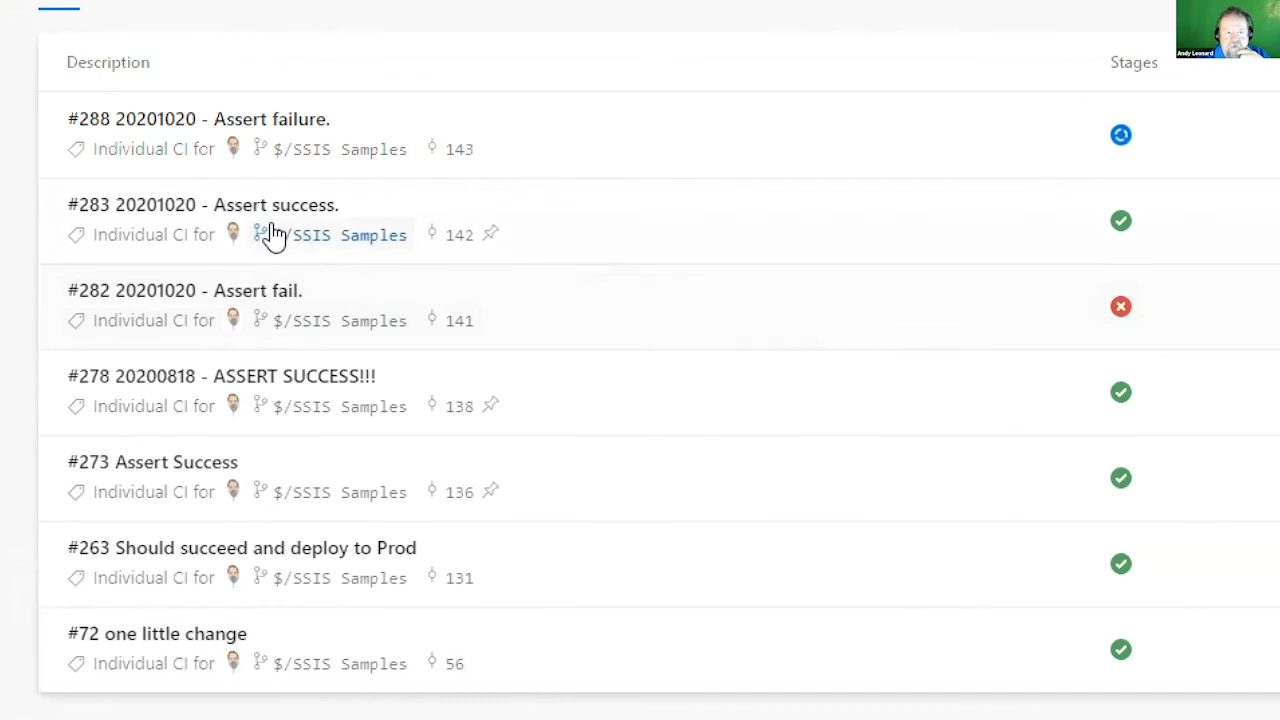 Andy Leonard
Description Stages
#288 20201020 - Assert failure.
Individual CI for $/SSIS Samples 143
#283 20201020 - Assert success.
Individual CI for /SSIS Samples 142
#282 20201020 - Assert fail.
Individual CI for $/SSIS Samples 141
#278 20200818 - ASSERT SUCCESS!!!
Individual CI for $/SSIS Samples 138
#273 Assert Success
Individual CI for $/SSIS Samples 136
#263 Should succeed and deploy to Prod
Individual CI for $/SSIS Samples 131
#72 one little change
Individual CI for $/SSIS Samples 56